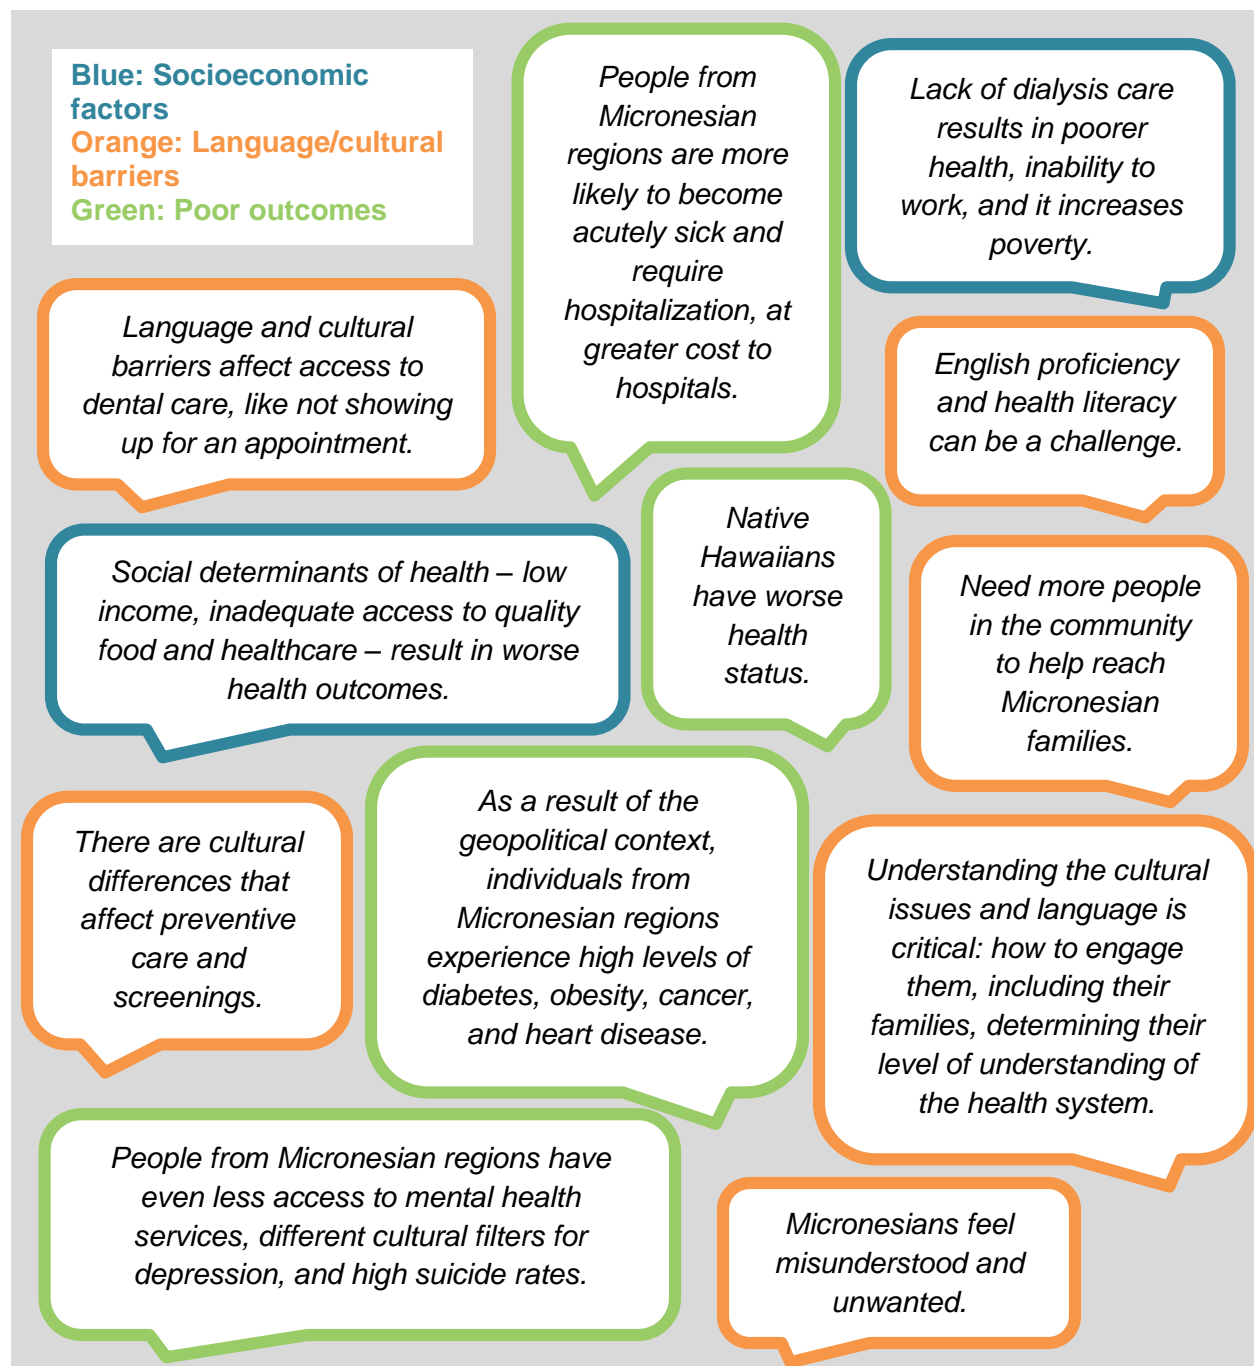 Blue: Socioeconomic
factors
Orange: Language/cultural
barriers
Green: Poor outcomes
People from
Micronesian
regions are more
likely to become
acutely sick and
require
hospitalization, at
greater cost to
hospitals.
Lack of dialysis care
results in poorer
health, inability to
work, and it increases
poverty.
Language and cultural
barriers affect access to
dental care, like not showing
up for an appointment.
English proficiency
and health literacy
can be a challenge.
Social determinants of health – low
income, inadequate access to quality
food and healthcare – result in worse
health outcomes.
Native
Hawaiians
have worse
health
status.
Need more people
in the community
to help reach
Micronesian
families.
There are cultural
differences that
affect preventive
care and
screenings.
As a result of the
geopolitical context,
individuals from
Micronesian regions
experience high levels of
diabetes, obesity, cancer,
and heart disease.
Understanding the cultural
issues and language is
critical: how to engage
them, including their
families, determining their
level of understanding of
the health system.
People from Micronesian regions have
even less access to mental health
services, different cultural filters for
depression, and high suicide rates.
Micronesians feel
misunderstood and
unwanted.